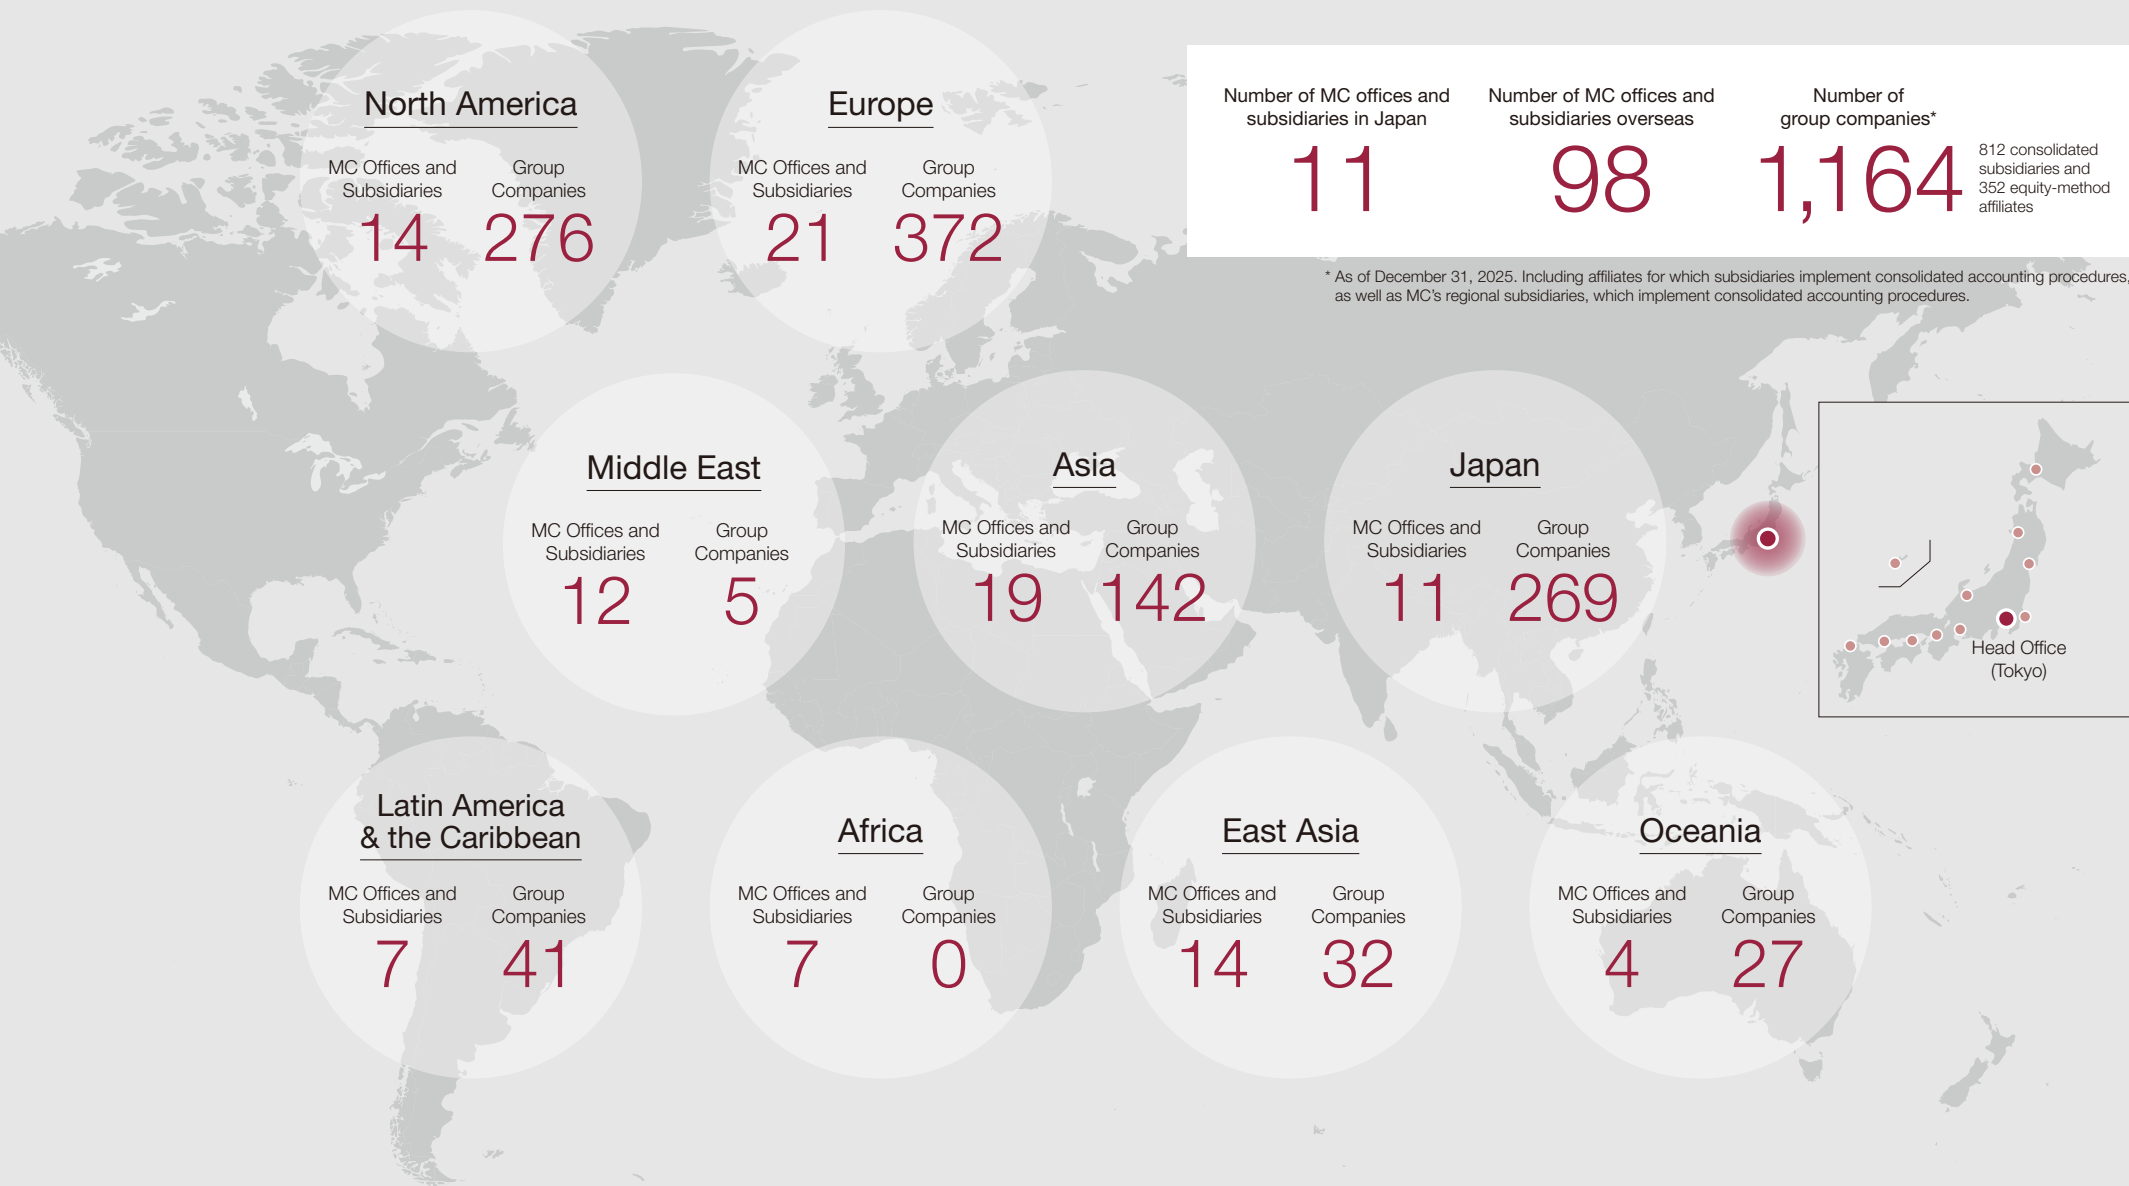 North America
MC Offices and
Subsidiaries
14
Group
Companies
276
Europe
MC Offices and
Subsidiaries
21
Group
Companies
372
Number of MC offices and
subsidiaries in Japan
11
Number of MC offices and
subsidiaries overseas
98
Number of
group companies*
1,164
812 consolidated
subsidiaries and
352 equity-method
affiliates
* As of December 31, 2025. Including affiliates for which subsidiaries implement consolidated accounting procedures,
as well as MC's regional subsidiaries, which implement consolidated accounting procedures.
Middle East
MC Offices and
Subsidiaries
12
Group
Companies
5
Asia
MC Offices and
Subsidiaries
19
Group
Companies
142
Japan
MC Offices and
Subsidiaries
11
Group
Companies
269
Head Office
(Tokyo)
Latin America
& the Caribbean
MC Offices and
Subsidiaries
7
Group
Companies
41
Africa
MC Offices and
Subsidiaries
7
Group
Companies
0
East Asia
MC Offices and
Subsidiaries
14
Group
Companies
32
Oceania
MC Offices and
Subsidiaries
4
Group
Companies
27